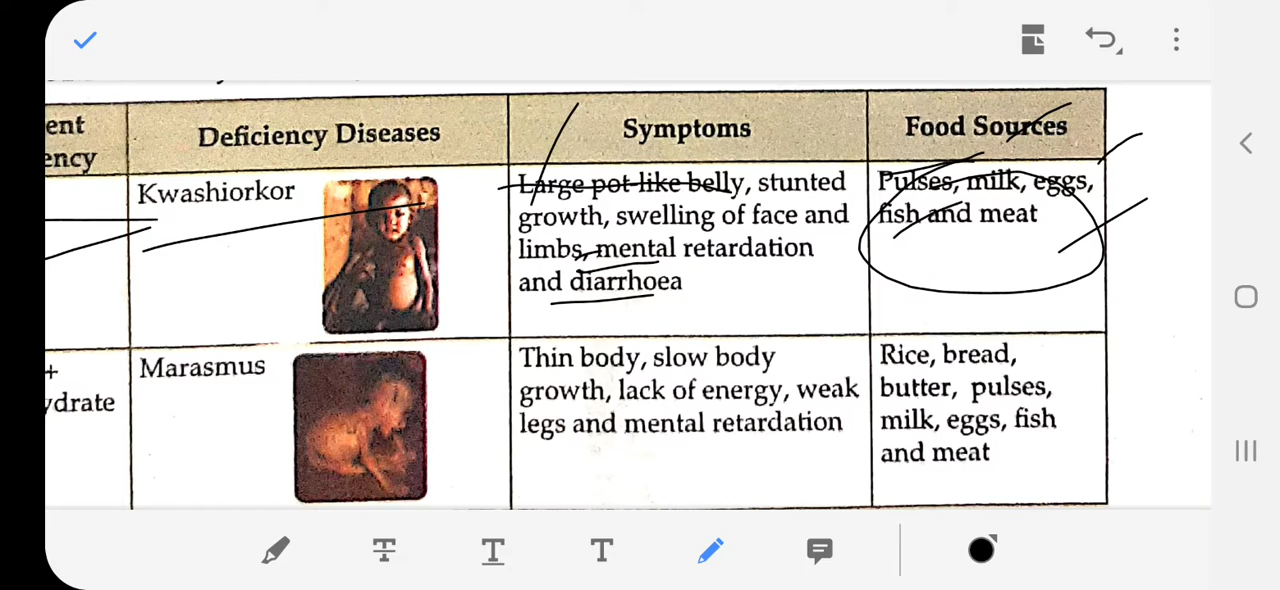 ent
ency
Deficiency Diseases
Symptoms
Food Sources
Kwashiorkor
Large pot-like belly, stunted
growth, swelling of face and
limbs, mental retardation
and diarrhoea
Pulses, milk, eggs,
fish and meat
+
ydrate
Marasmus
Thin body, slow body
growth, lack of energy, weak
legs and mental retardation
Rice, bread,
butter, pulses,
milk, eggs, fish
and meat